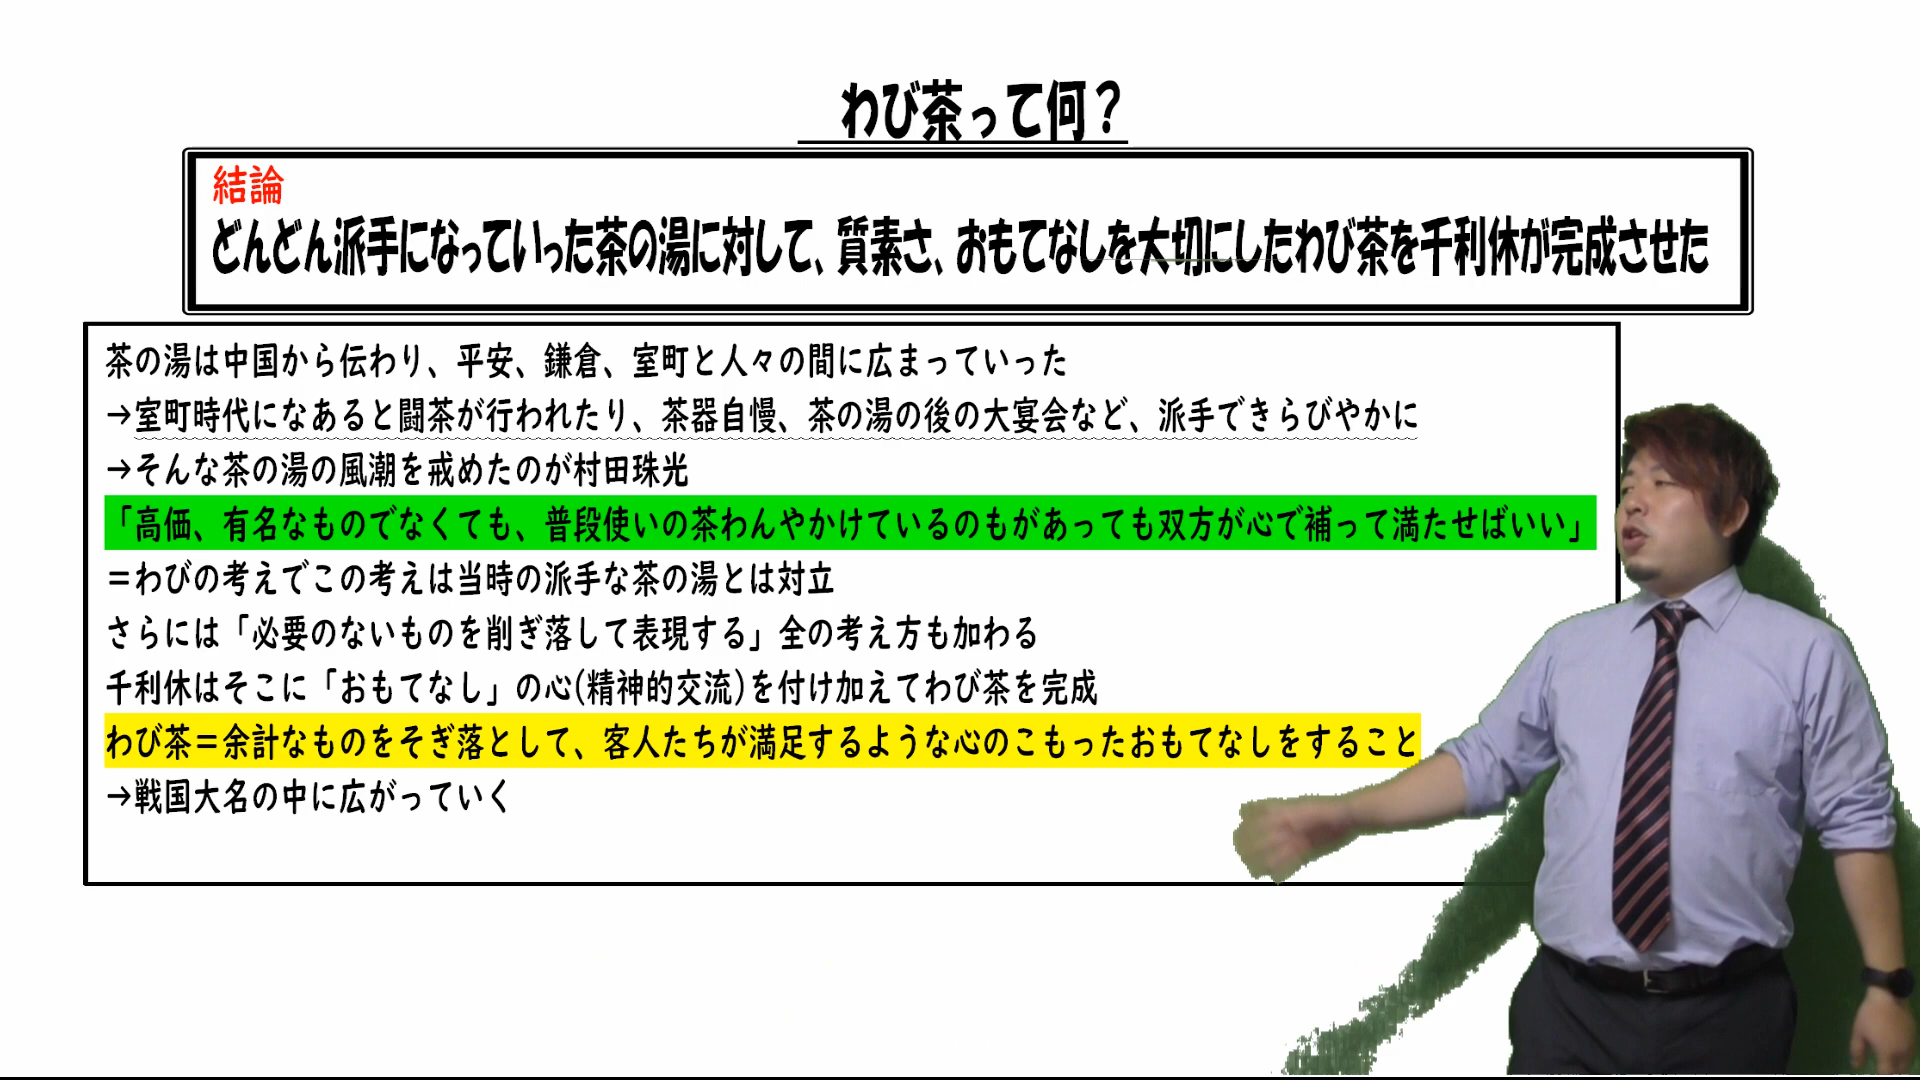 わび茶って何？
結論
どんどん派手になっていった茶の湯に対して、質素さ、おもてなしを大切にしたわび茶を千利休が完成させた
茶の湯は中国から伝わり、平安、鎌倉、室町と人々の間に広まっていった
→室町時代になあると闘茶が行われたり、茶器自慢、茶の湯の後の大宴会など、派手できらびやかに
→そんな茶の湯の風潮を戒めたのが村田珠光
「高価、有名なものでなくても、普段使いの茶わんやかけているのもがあっても双方が心で補って満たせばいい」
＝わびの考えでこの考えは当時の派手な茶の湯とは対立
さらには「必要のないものを削ぎ落して表現する」全の考え方も加わる
千利休はそこに「おもてなし」の心(精神的交流)を付け加えてわび茶を完成
わび茶＝余計なものをそぎ落として、客人たちが満足するような心のこもったおもてなしをすること
→戦国大名の中に広がっていく